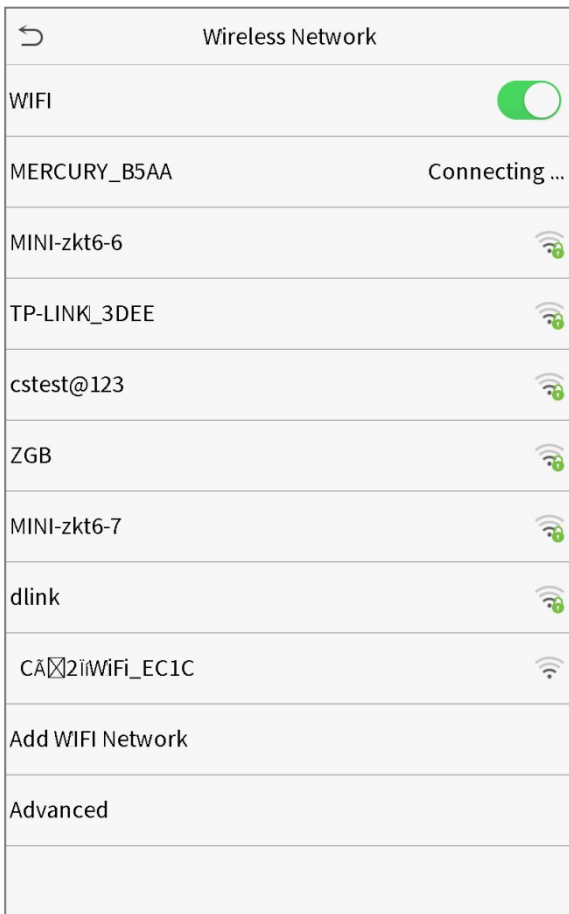 Wireless Network
WIFI
MERCURY_B5AA Connecting ...
MINI-zkt6-6
TP-LINK_3DEE
cstest@123
ZGB
MINI-zkt6-7
dlink
WiFi_EC1C
Add WIFI Network
Advanced